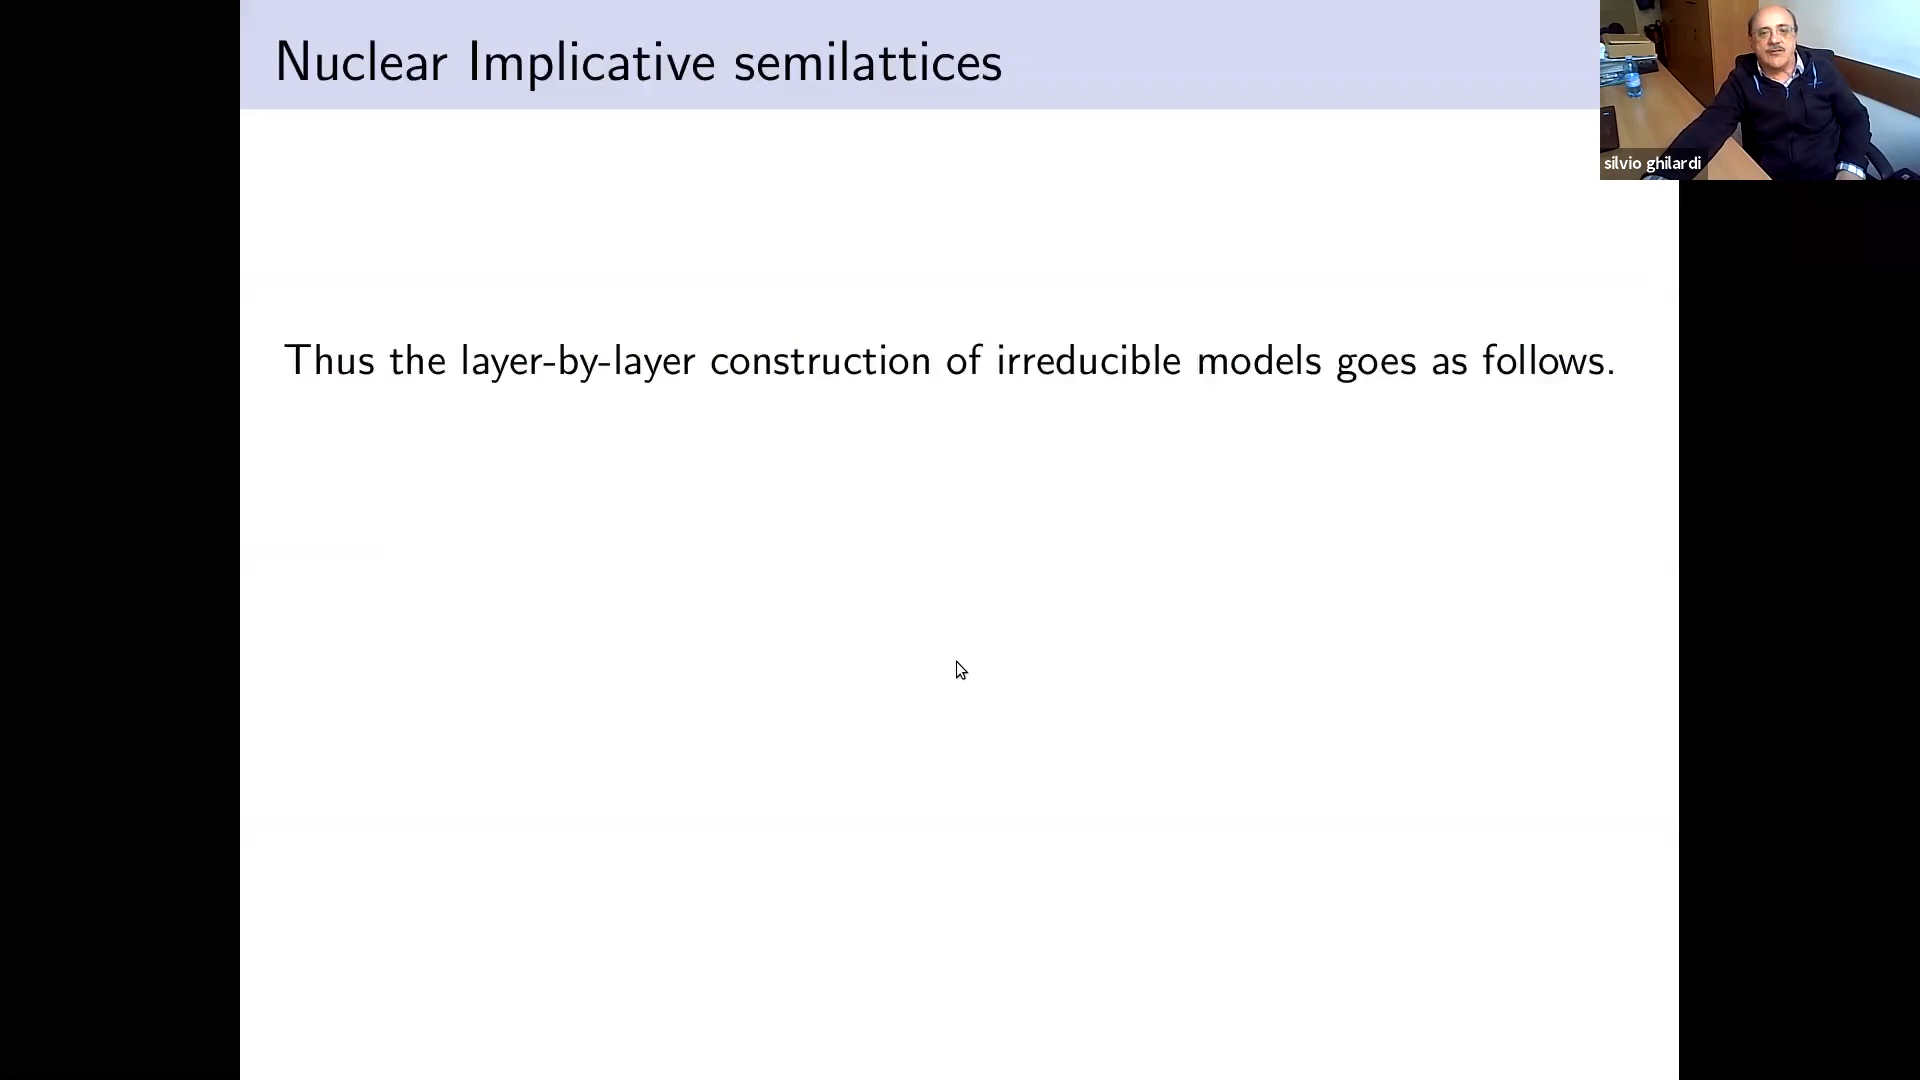 Nuclear Implicative semilattices
silvio ghilardi
Thus the layer-by-layer construction of irreducible models goes as follows.